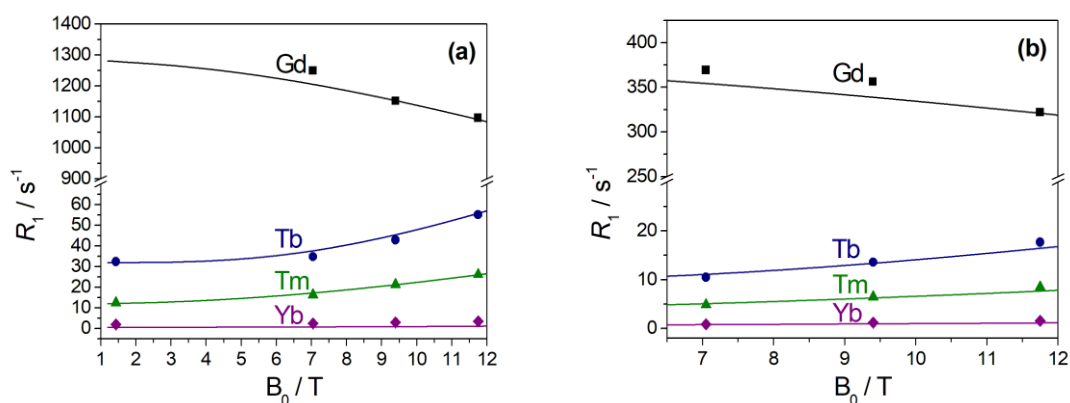 (a)
R1 / s-1
1400
1300
1200
1100
1000
900
60
50
40
30
20
10
0
Gd
Tb
Tm
Yb
1 2 3 4 5 6 7 8 9 10 11 12
B0 / T
(b)
R1 / s-1
400
350
300
250
20
10
0
Gd
Tb
Tm
Yb
7 8 9 10 11 12
B0 / T